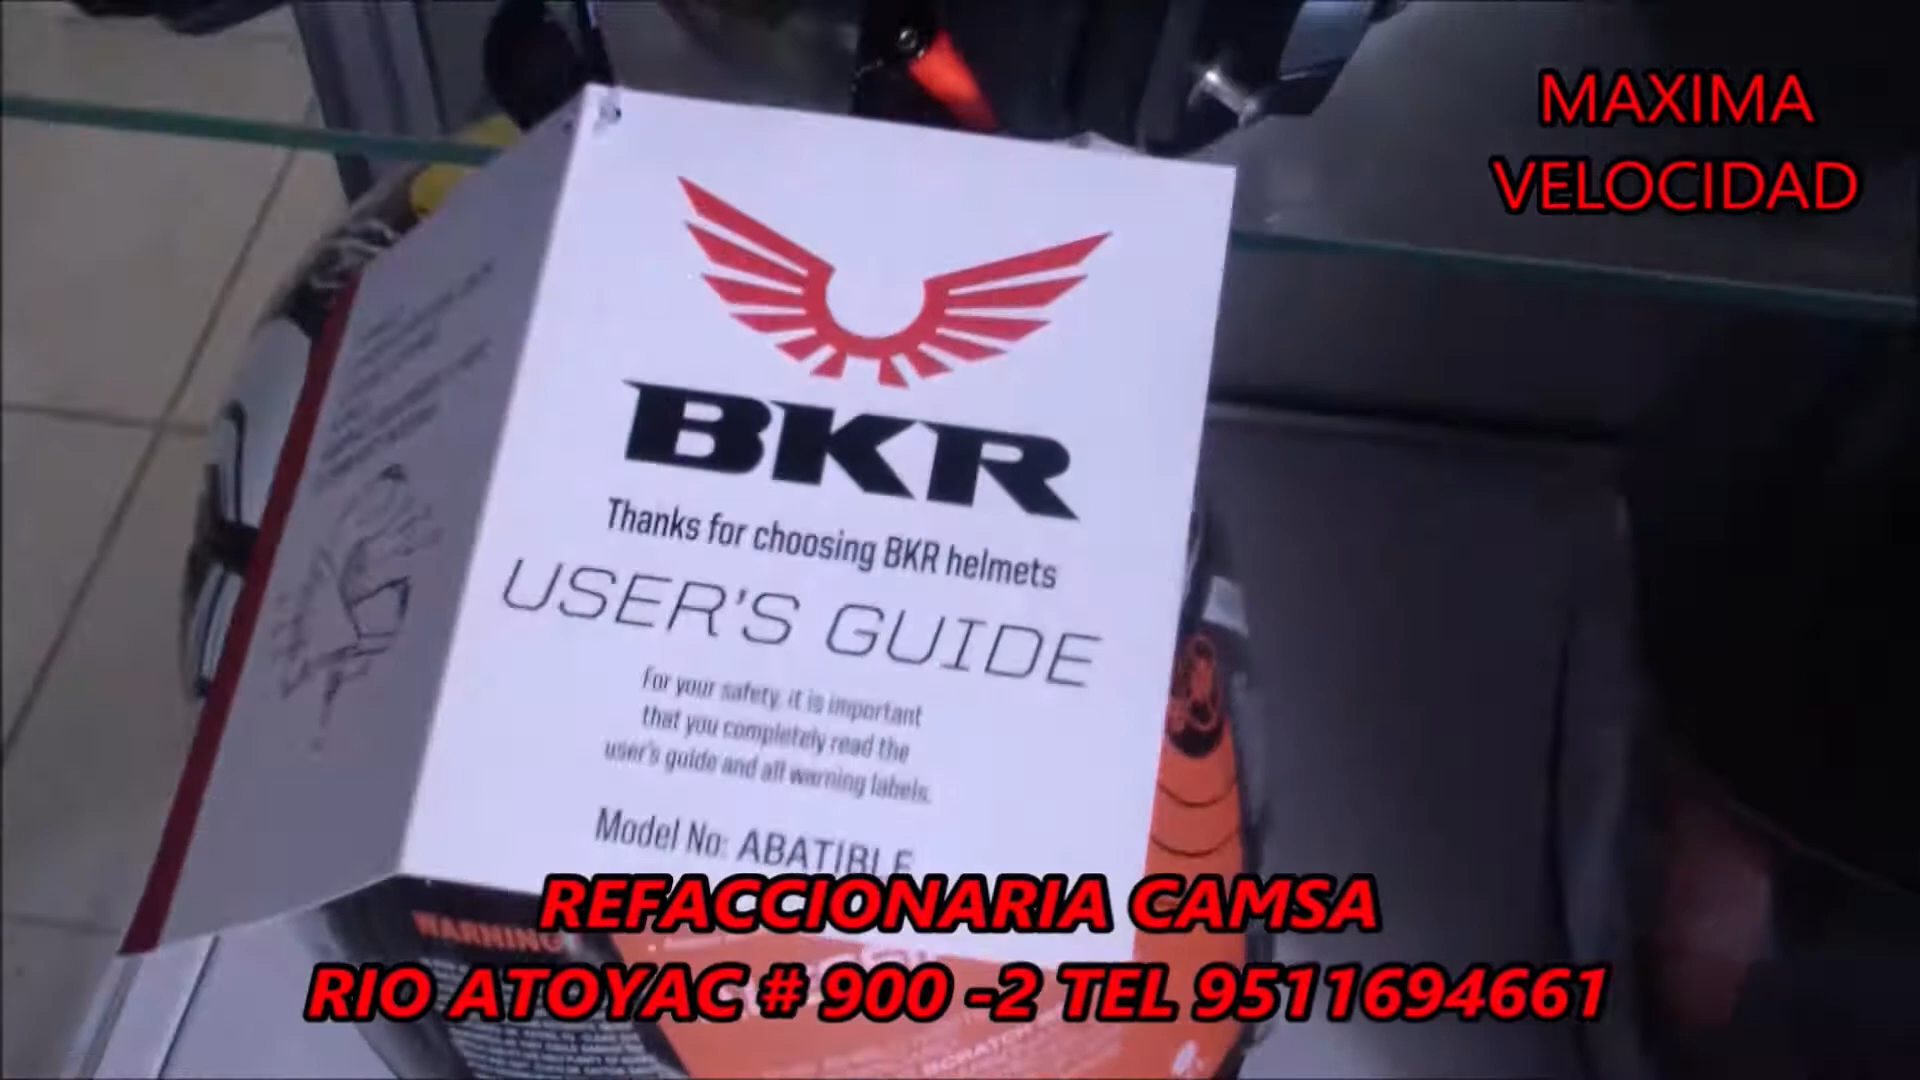 MAXIMA
VELOCIDAD
BKR
Thanks for choosing BKR helmets
USER'S GUIDE
For your safety, it is important
that you completely read the
user's guide and all warning labels.
Model No: ABATIBLE
REFACCIONARIA CAMSA
WARNING
RIO ATOYAC # 900 -2 TEL 9511694661